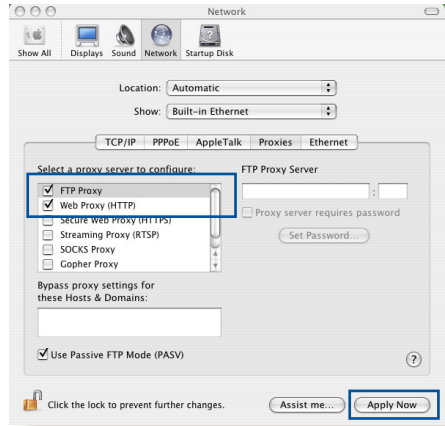 Network
Show All Displays Sound Network Startup Disk
Location: Automatic
Show: Built-in Ethernet
TCP/IP PPPoE AppleTalk Proxies Ethernet
Select a proxy server to configure: FTP Proxy Server
FTP Proxy
:
Web Proxy (HTTP)
Proxy server requires password
Secure Web Proxy (HTTPS)
Streaming Proxy (RTSP)
Set Password...
SOCKS Proxy
Gopher Proxy
Bypass proxy settings for
these Hosts & Domains:
Use Passive FTP Mode (PASV)
?
Click the lock to prevent further changes. Assist me... Apply Now